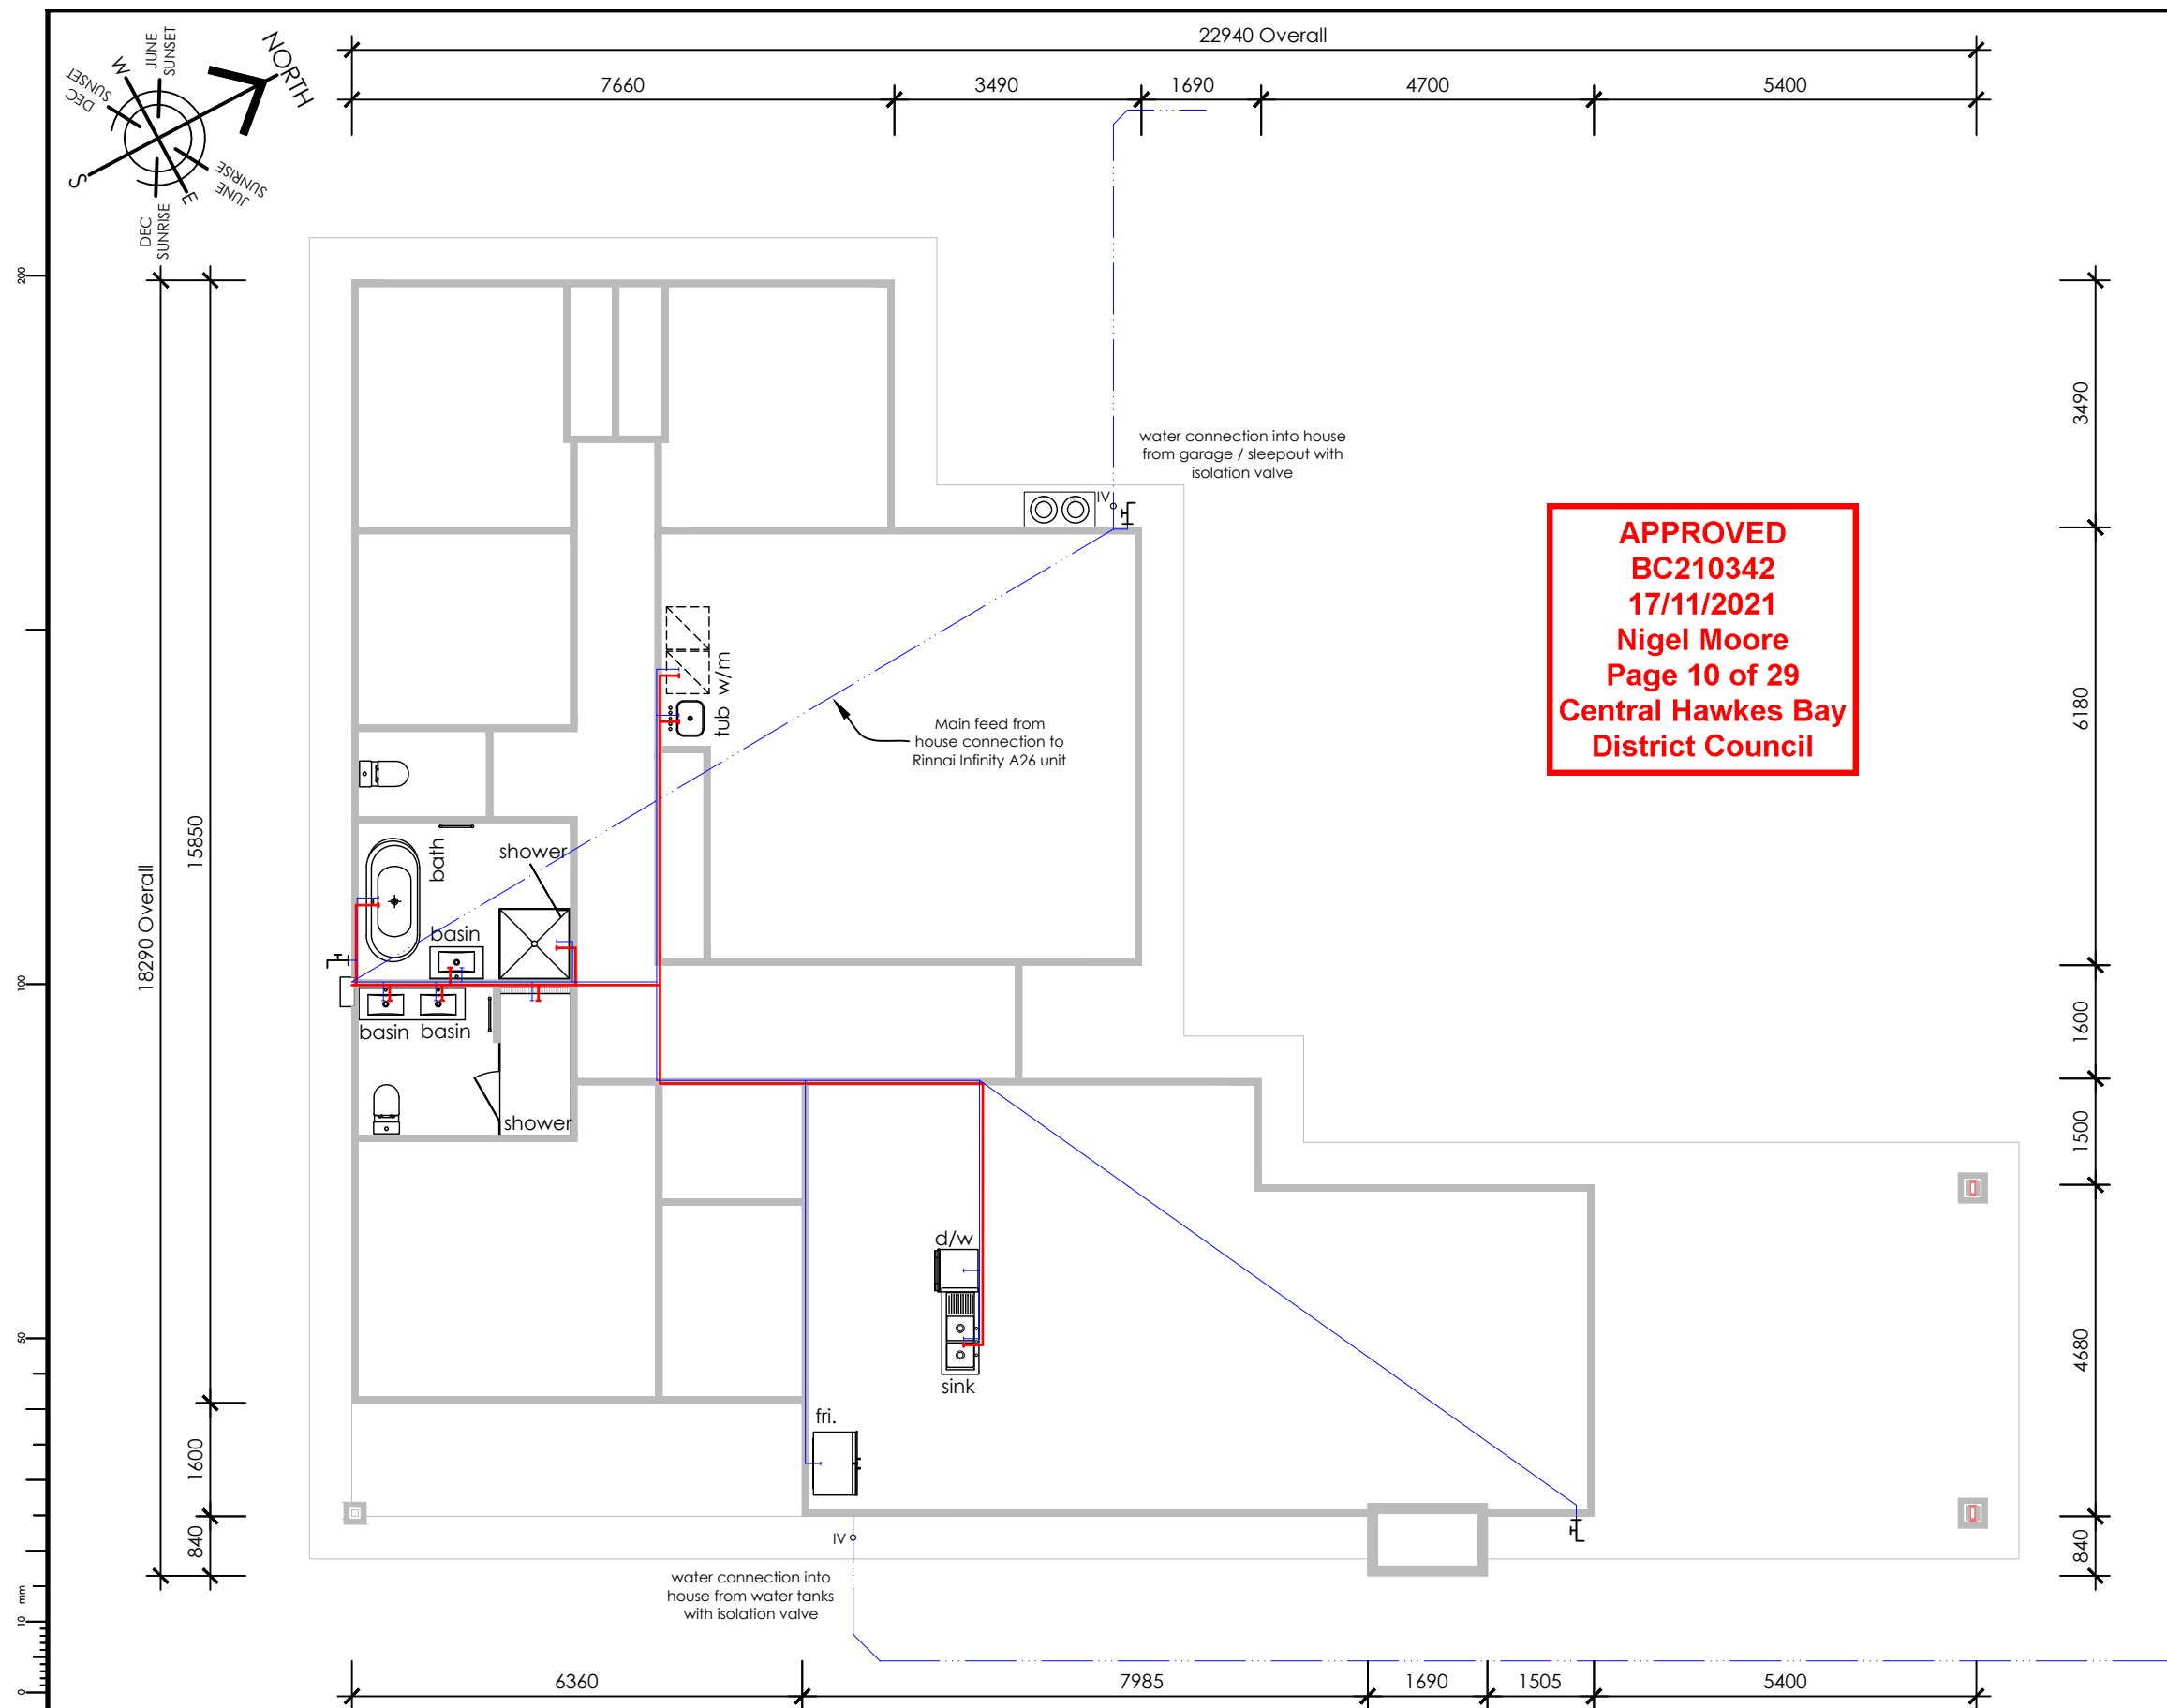 22940 Overall
7660
3490
1690
4700
5400
NORTH
JUNE
SUNSET
W
DEC
SUNSET
S
E
JUNE
SUNRISE
DEC
SUNRISE
200
100
50
10
mm
0
18290 Overall
15850
1600
840
3490
6180
1600
1500
4680
840
water connection into house
from garage / sleepout with
isolation valve
IV
APPROVED
BC210342
17/11/2021
Nigel Moore
Page 10 of 29
Central Hawkes Bay
District Council
tub w/m
Main feed from
house connection to
Rinnai Infinity A26 unit
bath
shower
basin
basin basin
shower
d/w
sink
fri.
IV
water connection into
house from water tanks
with isolation valve
6360
7985
1690
1505
5400